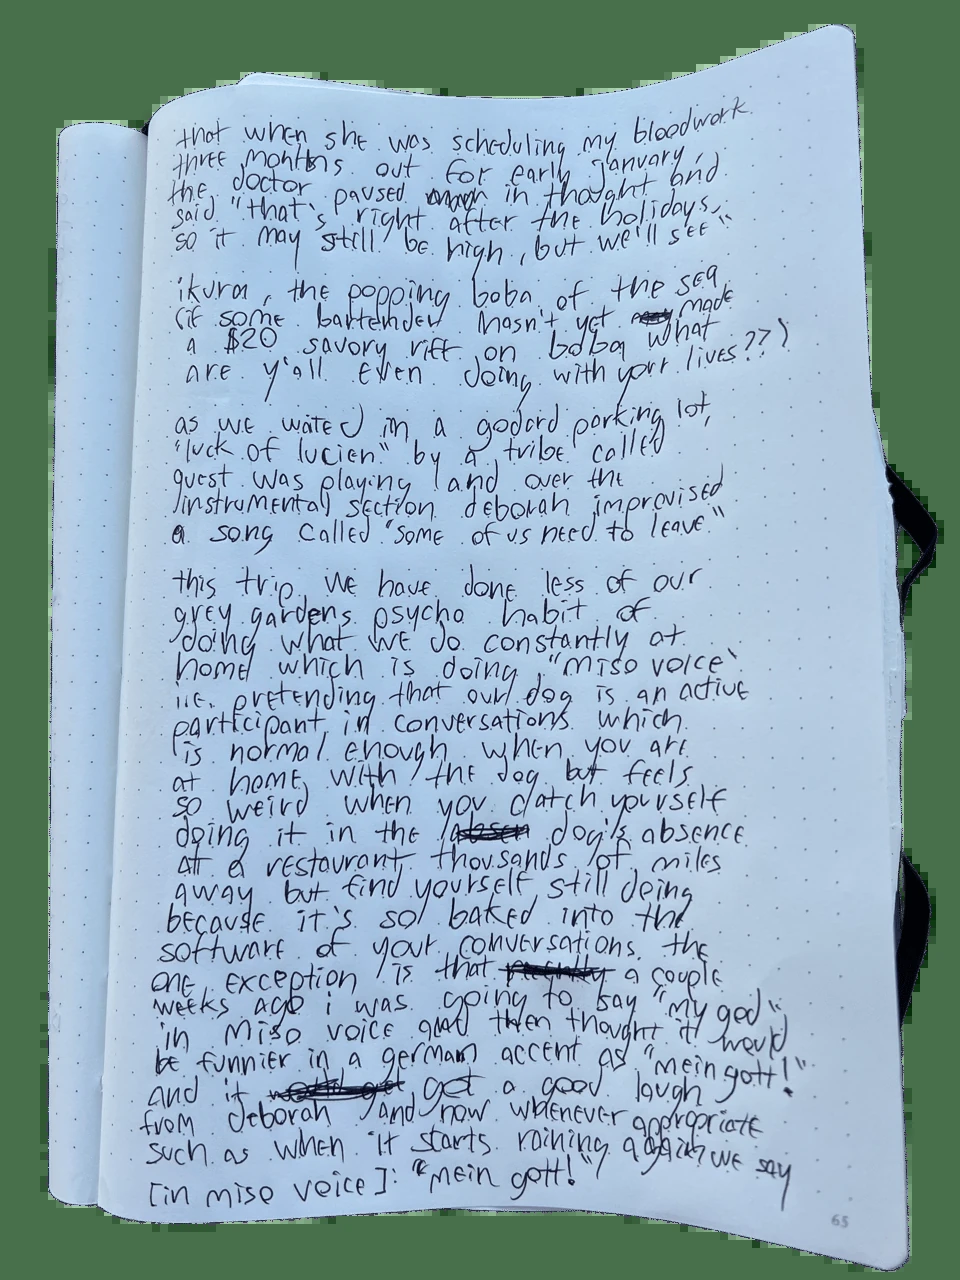 that when she was scheduling my bloodwork
three months out for early january,
the doctor paused in thought and
said "that's right after the holidays,
so it may still be high, but we'll see"
ikura, the popping boba of the sea
(if some bartender hasn't yet made
a $20 savory riff on boba what
are y'all even doing with your lives??)
as we waited in a godard parking lot,
"luck of lucien" by a tribe called
quest was playing and over the
instrumental section deborah improvised
a song called "some of us need to leave"
this trip, we have done less of our
grey gardens psycho habit of
doing what we do constantly at
home which is doing "miso voice"
i.e. pretending that our dog is an active
participant in conversations which
is normal enough when you are
at home with the dog but feels
so weird when you catch yourself
doing it in the dog's absence
at a restaurant thousands of miles
away but find yourself still doing
because it's so baked into the
software of your conversations. the
one exception is that a couple
weeks ago i was going to say "my god"
in miso voice and then thought it would
be funnier in a german accent as "mein gott!"
and it got a good laugh
from deborah and now whenever appropriate
such as when it starts raining again, we say
[in miso voice]: "mein gott!"
65